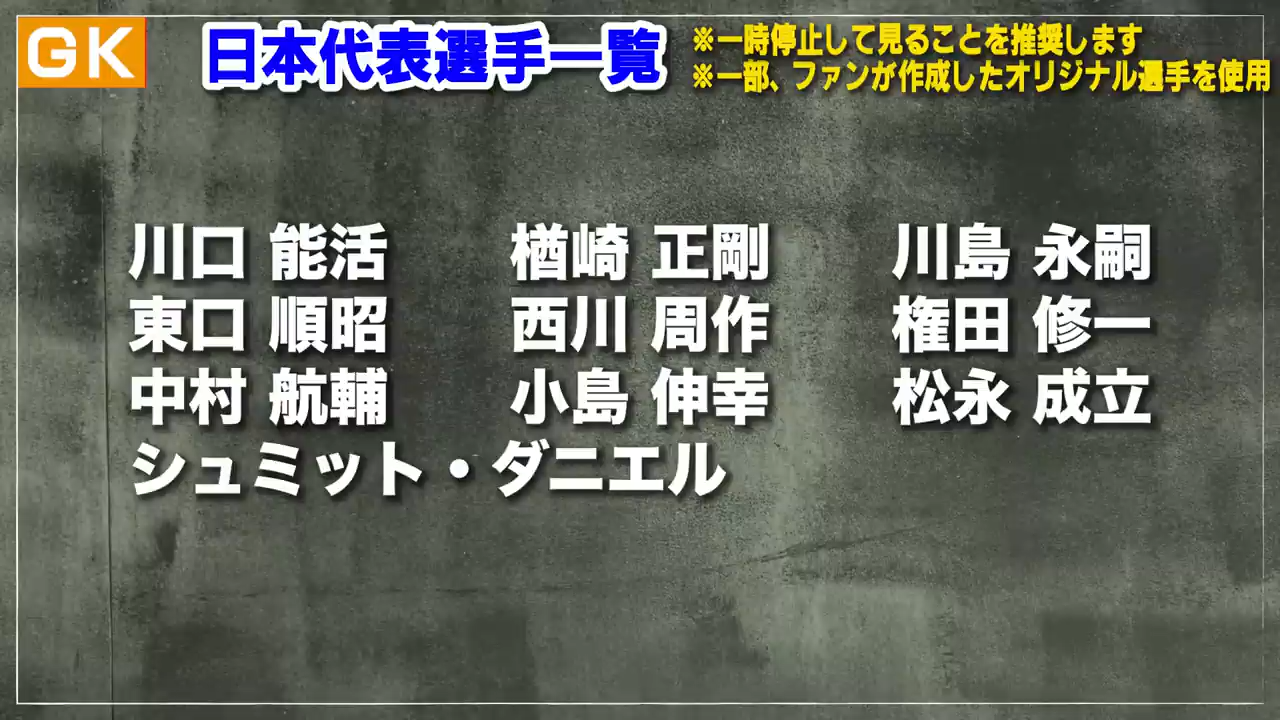 GK
日本代表選手一覧
※一時停止して見ることを推奨します
※一部、ファンが作成したオリジナル選手を使用
川口 能活 楢崎 正剛 川島 永嗣
東口 順昭 西川 周作 権田 修一
中村 航輔 小島 伸幸 松永 成立
シュミット・ダニエル